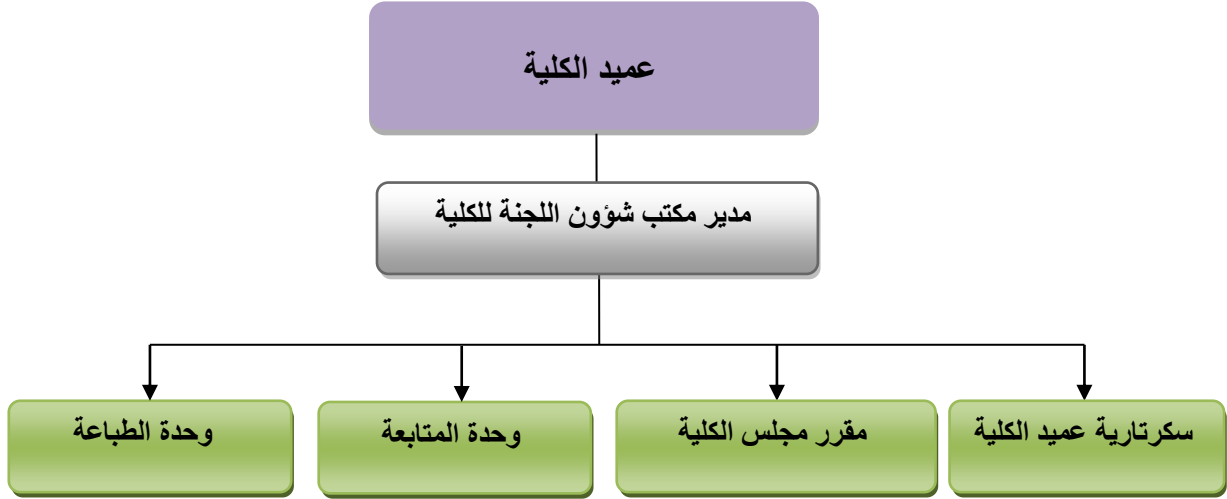 عميد الكلية
مدير مكتب شؤون اللجنة للكلية
سكرتارية عميد الكلية
مقرر مجلس الكلية
وحدة المتابعة
وحدة الطباعة